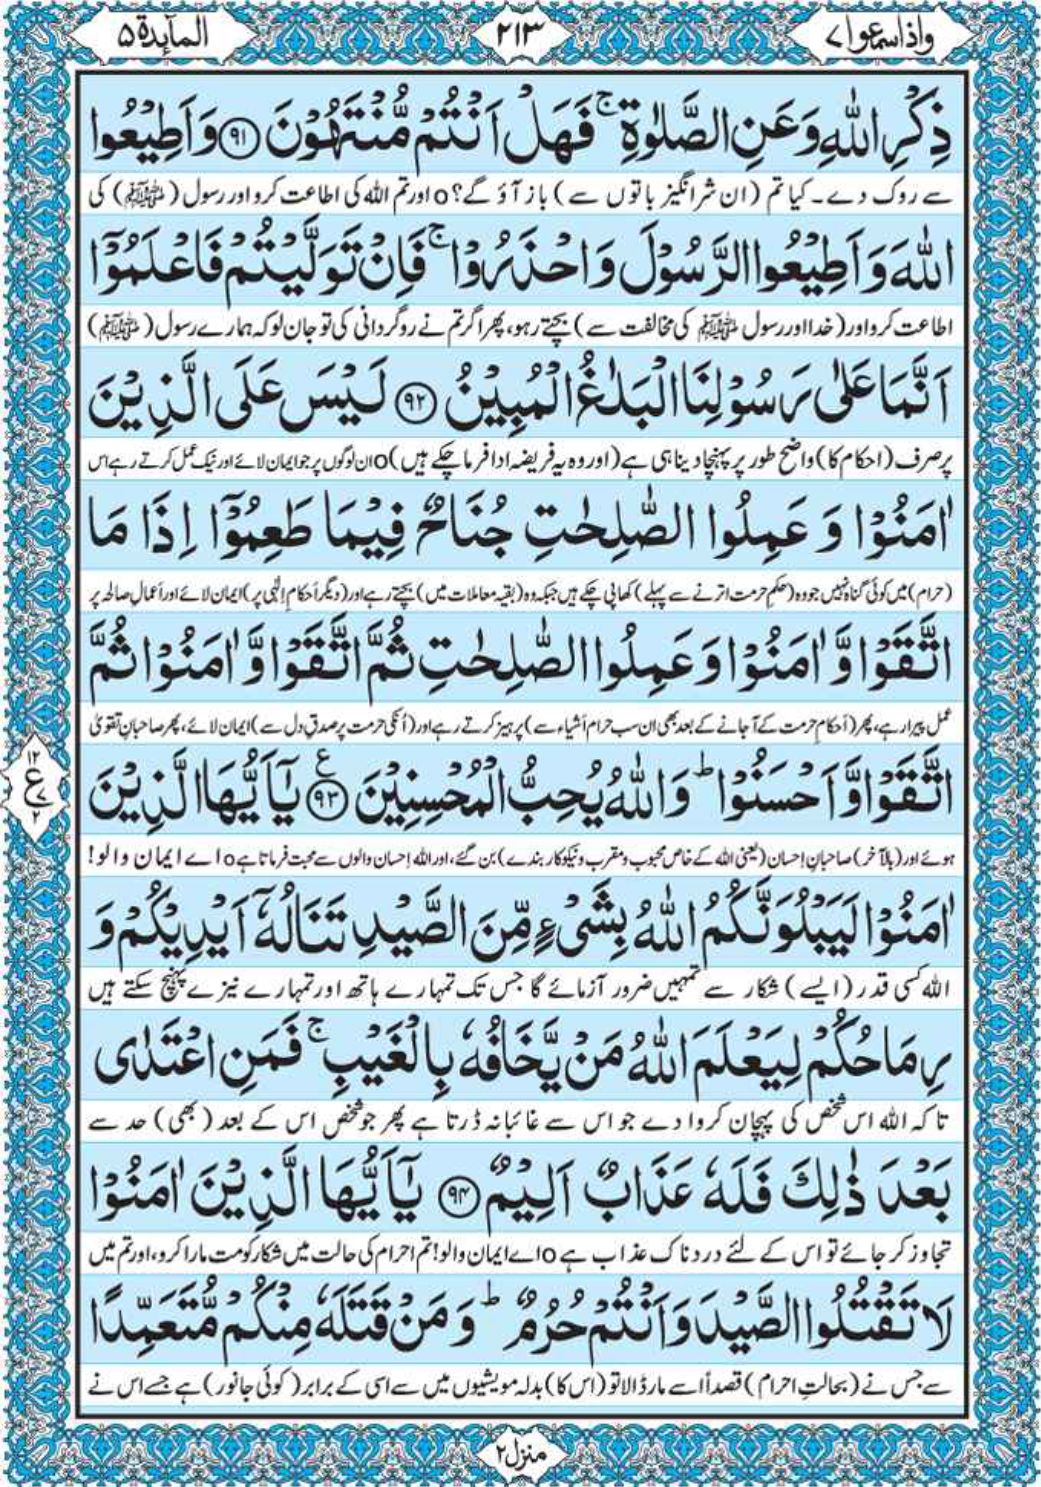 واذاسمعوا ۷
۲۱۳
المآىِٕدة ۵
ذِكْرِ اللّٰهِ وَ عَنِ الصَّلٰوةِ ۚ فَهَلْ اَنْتُمْ مُّنْتَهُوْنَ ﴿۹۱﴾ وَ اَطِیْعُوا
سے روک دے۔ کیا تم (ان شرانگیز باتوں سے) باز آؤ گے؟ o اور تم اللہ کی اطاعت کرو اور رسول (ﷺ) کی
اللّٰهَ وَ اَطِیْعُوا الرَّسُوْلَ وَ احْذَرُوْا ۚ فَاِنْ تَوَلَّیْتُمْ فَاعْلَمُوْۤا
اطاعت کرو اور (خدا اور رسول ﷺ کی مخالفت سے) بچتے رہو، پھر اگر تم نے روگردانی کی تو جان لو کہ ہمارے رسول (ﷺ)
اَنَّمَا عَلٰى رَسُوْلِنَا الْبَلٰغُ الْمُبِیْنُ ﴿۹۲﴾ لَیْسَ عَلَى الَّذِیْنَ
پر صرف (احکام کا) واضح طور پر پہنچا دینا ہی ہے (اور وہ یہ فریضہ ادا فرما چکے ہیں) o ان لوگوں پر جو ایمان لائے اور نیک عمل کرتے رہے اس
اٰمَنُوْا وَ عَمِلُوا الصّٰلِحٰتِ جُنَاحٌ فِیْمَا طَعِمُوْۤا اِذَا مَا
(حرام) میں کوئی گناہ نہیں جو وہ (حکمِ حرمت اترنے سے پہلے) کھا پی چکے ہیں جبکہ وہ (بقیہ معاملات میں) بچتے رہے اور (دیگر اَحکامِ اِلٰہی پر) ایمان لائے اور اَعمالِ صالحہ پر
اتَّقَوْا وَّ اٰمَنُوْا وَ عَمِلُوا الصّٰلِحٰتِ ثُمَّ اتَّقَوْا وَّ اٰمَنُوْا ثُمَّ
عمل پیرا رہے، پھر (اَحکامِ حرمت کے آ جانے کے بعد بھی ان سب حرام اَشیاء سے) پرہیز کرتے رہے اور (اُنکی حرمت پر صدقِ دل سے) ایمان لائے، پھر صاحبانِ تقویٰ
۱۲
ع
۷
۲
اتَّقَوْا وَّ اَحْسَنُوْا ؕ وَ اللّٰهُ یُحِبُّ الْمُحْسِنِیْنَ ﴿۹۳﴾ یٰۤاَیُّهَا الَّذِیْنَ
ہوئے اور (بالآخر) صاحبانِ اِحسان (یعنی اللہ کے خاص محبوب و مقرب و نیکوکار بندے) بن گئے، اور اللہ اِحسان والوں سے محبت فرماتا ہے o اے ایمان والو!
اٰمَنُوْا لَیَبْلُوَنَّكُمُ اللّٰهُ بِشَیْءٍ مِّنَ الصَّیْدِ تَنَالُهٗۤ اَیْدِیْكُمْ وَ
اللہ کسی قدر (ایسے) شکار سے تمہیں ضرور آزمائے گا جس تک تمہارے ہاتھ اور تمہارے نیزے پہنچ سکتے ہیں
رِمَاحُكُمْ لِیَعْلَمَ اللّٰهُ مَنْ یَّخَافُهٗ بِالْغَیْبِ ۚ فَمَنِ اعْتَدٰى
تاکہ اللہ اس شخص کی پہچان کروا دے جو اس سے غائبانہ ڈرتا ہے پھر جو شخص اس کے بعد (بھی) حد سے
بَعْدَ ذٰلِكَ فَلَهٗ عَذَابٌ اَلِیْمٌ ﴿۹۴﴾ یٰۤاَیُّهَا الَّذِیْنَ اٰمَنُوْا
تجاوز کر جائے تو اس کے لئے دردناک عذاب ہے o اے ایمان والو! تم احرام کی حالت میں شکار کو مت مارا کرو، اور تم میں
لَا تَقْتُلُوا الصَّیْدَ وَ اَنْتُمْ حُرُمٌ ؕ وَ مَنْ قَتَلَهٗ مِنْكُمْ مُّتَعَمِّدًا
سے جس نے (بحالتِ احرام) قصداً اسے مار ڈالا تو (اس کا) بدلہ مویشیوں میں سے اسی کے برابر (کوئی جانور) ہے جسے اس نے
منزل ۲